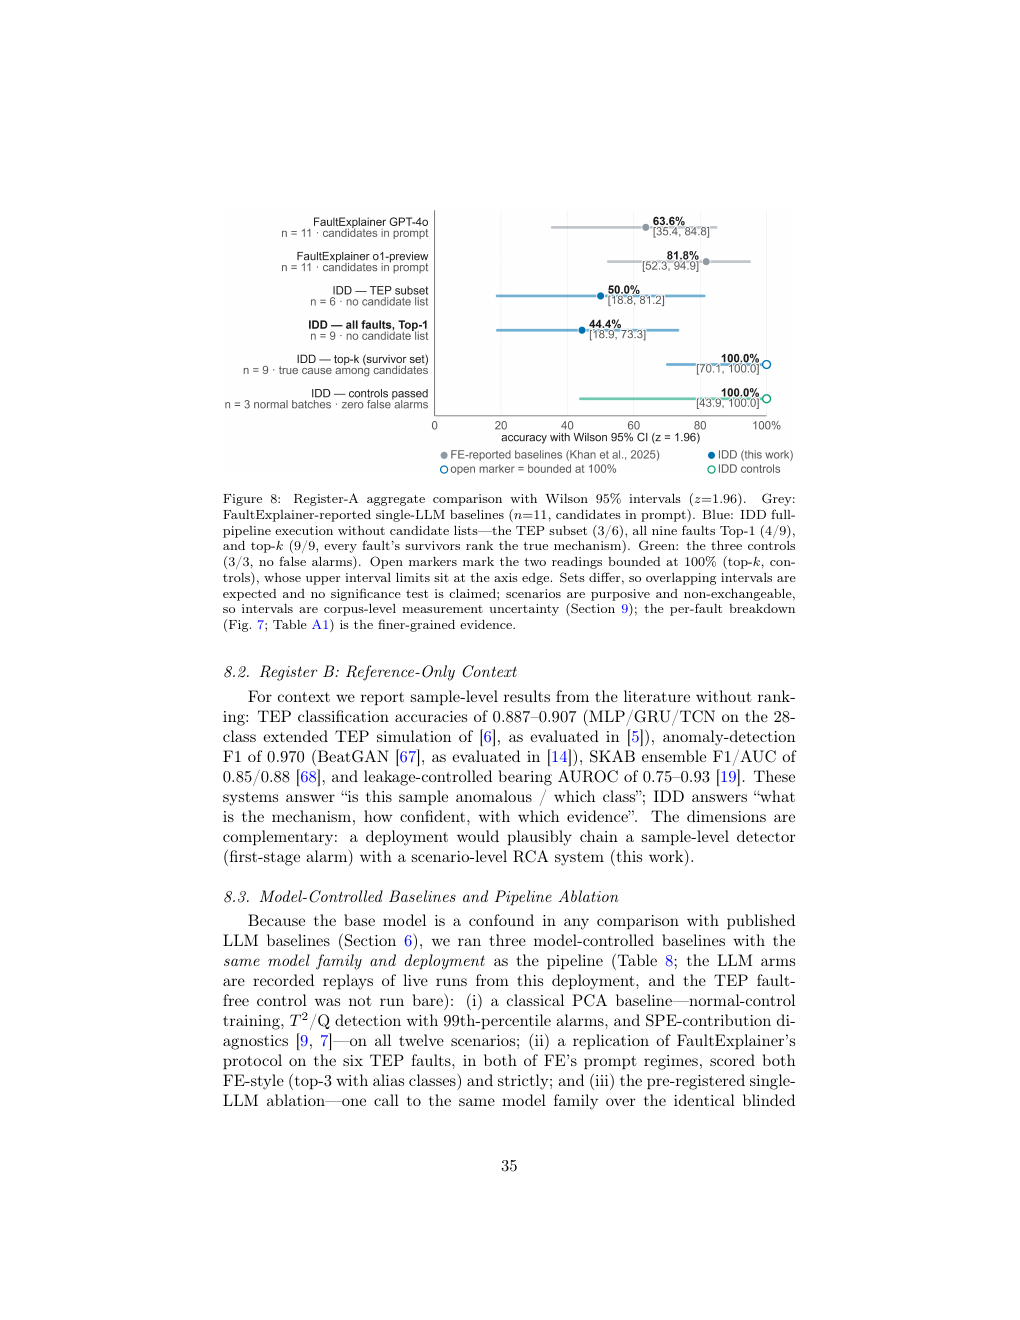 FaultExplainer GPT-4o
n = 11 · candidates in prompt
63.6%
[35.4, 84.8]
FaultExplainer o1-preview
n = 11 · candidates in prompt
81.8%
[52.3, 94.9]
IDD — TEP subset
n = 6 · no candidate list
50.0%
[18.8, 81.2]
IDD — all faults, Top-1
n = 9 · no candidate list
44.4%
[18.9, 73.3]
IDD — top-k (survivor set)
n = 9 · true cause among candidates
100.0%
[70.1, 100.0]
IDD — controls passed
n = 3 normal batches · zero false alarms
100.0%
[43.9, 100.0]
0 20 40 60 80 100%
accuracy with Wilson 95% CI (z = 1.96)
FE-reported baselines (Khan et al., 2025) IDD (this work)
open marker = bounded at 100% IDD controls
Figure 8: Register-A aggregate comparison with Wilson 95% intervals (z=1.96). Grey:
FaultExplainer-reported single-LLM baselines (n=11, candidates in prompt). Blue: IDD full-
pipeline execution without candidate lists—the TEP subset (3/6), all nine faults Top-1 (4/9),
and top-k (9/9, every fault's survivors rank the true mechanism). Green: the three controls
(3/3, no false alarms). Open markers mark the two readings bounded at 100% (top-k, con-
trols), whose upper interval limits sit at the axis edge. Sets differ, so overlapping intervals are
expected and no significance test is claimed; scenarios are purposive and non-exchangeable,
so intervals are corpus-level measurement uncertainty (Section 9); the per-fault breakdown
(Fig. 7; Table A1) is the finer-grained evidence.
8.2. Register B: Reference-Only Context
For context we report sample-level results from the literature without rank-
ing: TEP classification accuracies of 0.887–0.907 (MLP/GRU/TCN on the 28-
class extended TEP simulation of [6], as evaluated in [5]), anomaly-detection
F1 of 0.970 (BeatGAN [67], as evaluated in [14]), SKAB ensemble F1/AUC of
0.85/0.88 [68], and leakage-controlled bearing AUROC of 0.75–0.93 [19]. These
systems answer “is this sample anomalous / which class”; IDD answers “what
is the mechanism, how confident, with which evidence”. The dimensions are
complementary: a deployment would plausibly chain a sample-level detector
(first-stage alarm) with a scenario-level RCA system (this work).
8.3. Model-Controlled Baselines and Pipeline Ablation
Because the base model is a confound in any comparison with published
LLM baselines (Section 6), we ran three model-controlled baselines with the
same model family and deployment as the pipeline (Table 8; the LLM arms
are recorded replays of live runs from this deployment, and the TEP fault-
free control was not run bare): (i) a classical PCA baseline—normal-control
training, T²/Q detection with 99th-percentile alarms, and SPE-contribution di-
agnostics [9, 7]—on all twelve scenarios; (ii) a replication of FaultExplainer's
protocol on the six TEP faults, in both of FE's prompt regimes, scored both
FE-style (top-3 with alias classes) and strictly; and (iii) the pre-registered single-
LLM ablation—one call to the same model family over the identical blinded
35